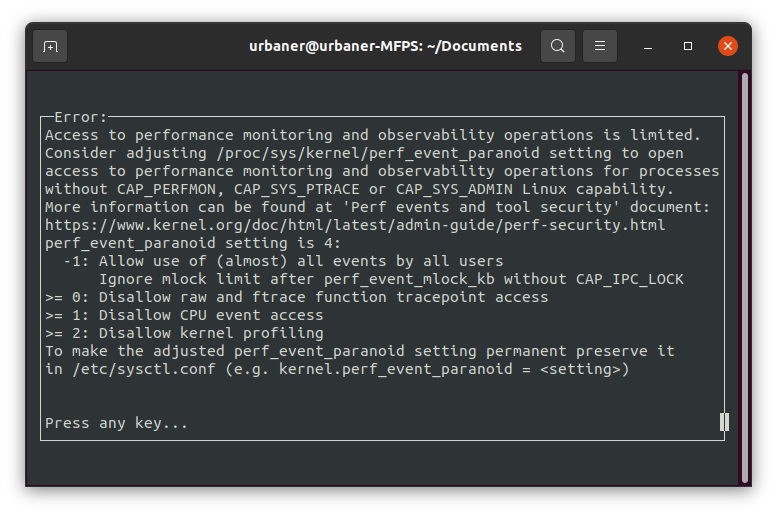 urbaner@urbaner-MFPS: ~/Documents
Error:
Access to performance monitoring and observability operations is limited.
Consider adjusting /proc/sys/kernel/perf_event_paranoid setting to open
access to performance monitoring and observability operations for processes
without CAP_PERFMON, CAP_SYS_PTRACE or CAP_SYS_ADMIN Linux capability.
More information can be found at 'Perf events and tool security' document:
https://www.kernel.org/doc/html/latest/admin-guide/perf-security.html
perf_event_paranoid setting is 4:
  -1: Allow use of (almost) all events by all users
      Ignore mlock limit after perf_event_mlock_kb without CAP_IPC_LOCK
>= 0: Disallow raw and ftrace function tracepoint access
>= 1: Disallow CPU event access
>= 2: Disallow kernel profiling
To make the adjusted perf_event_paranoid setting permanent preserve it
in /etc/sysctl.conf (e.g. kernel.perf_event_paranoid = <setting>)
Press any key...